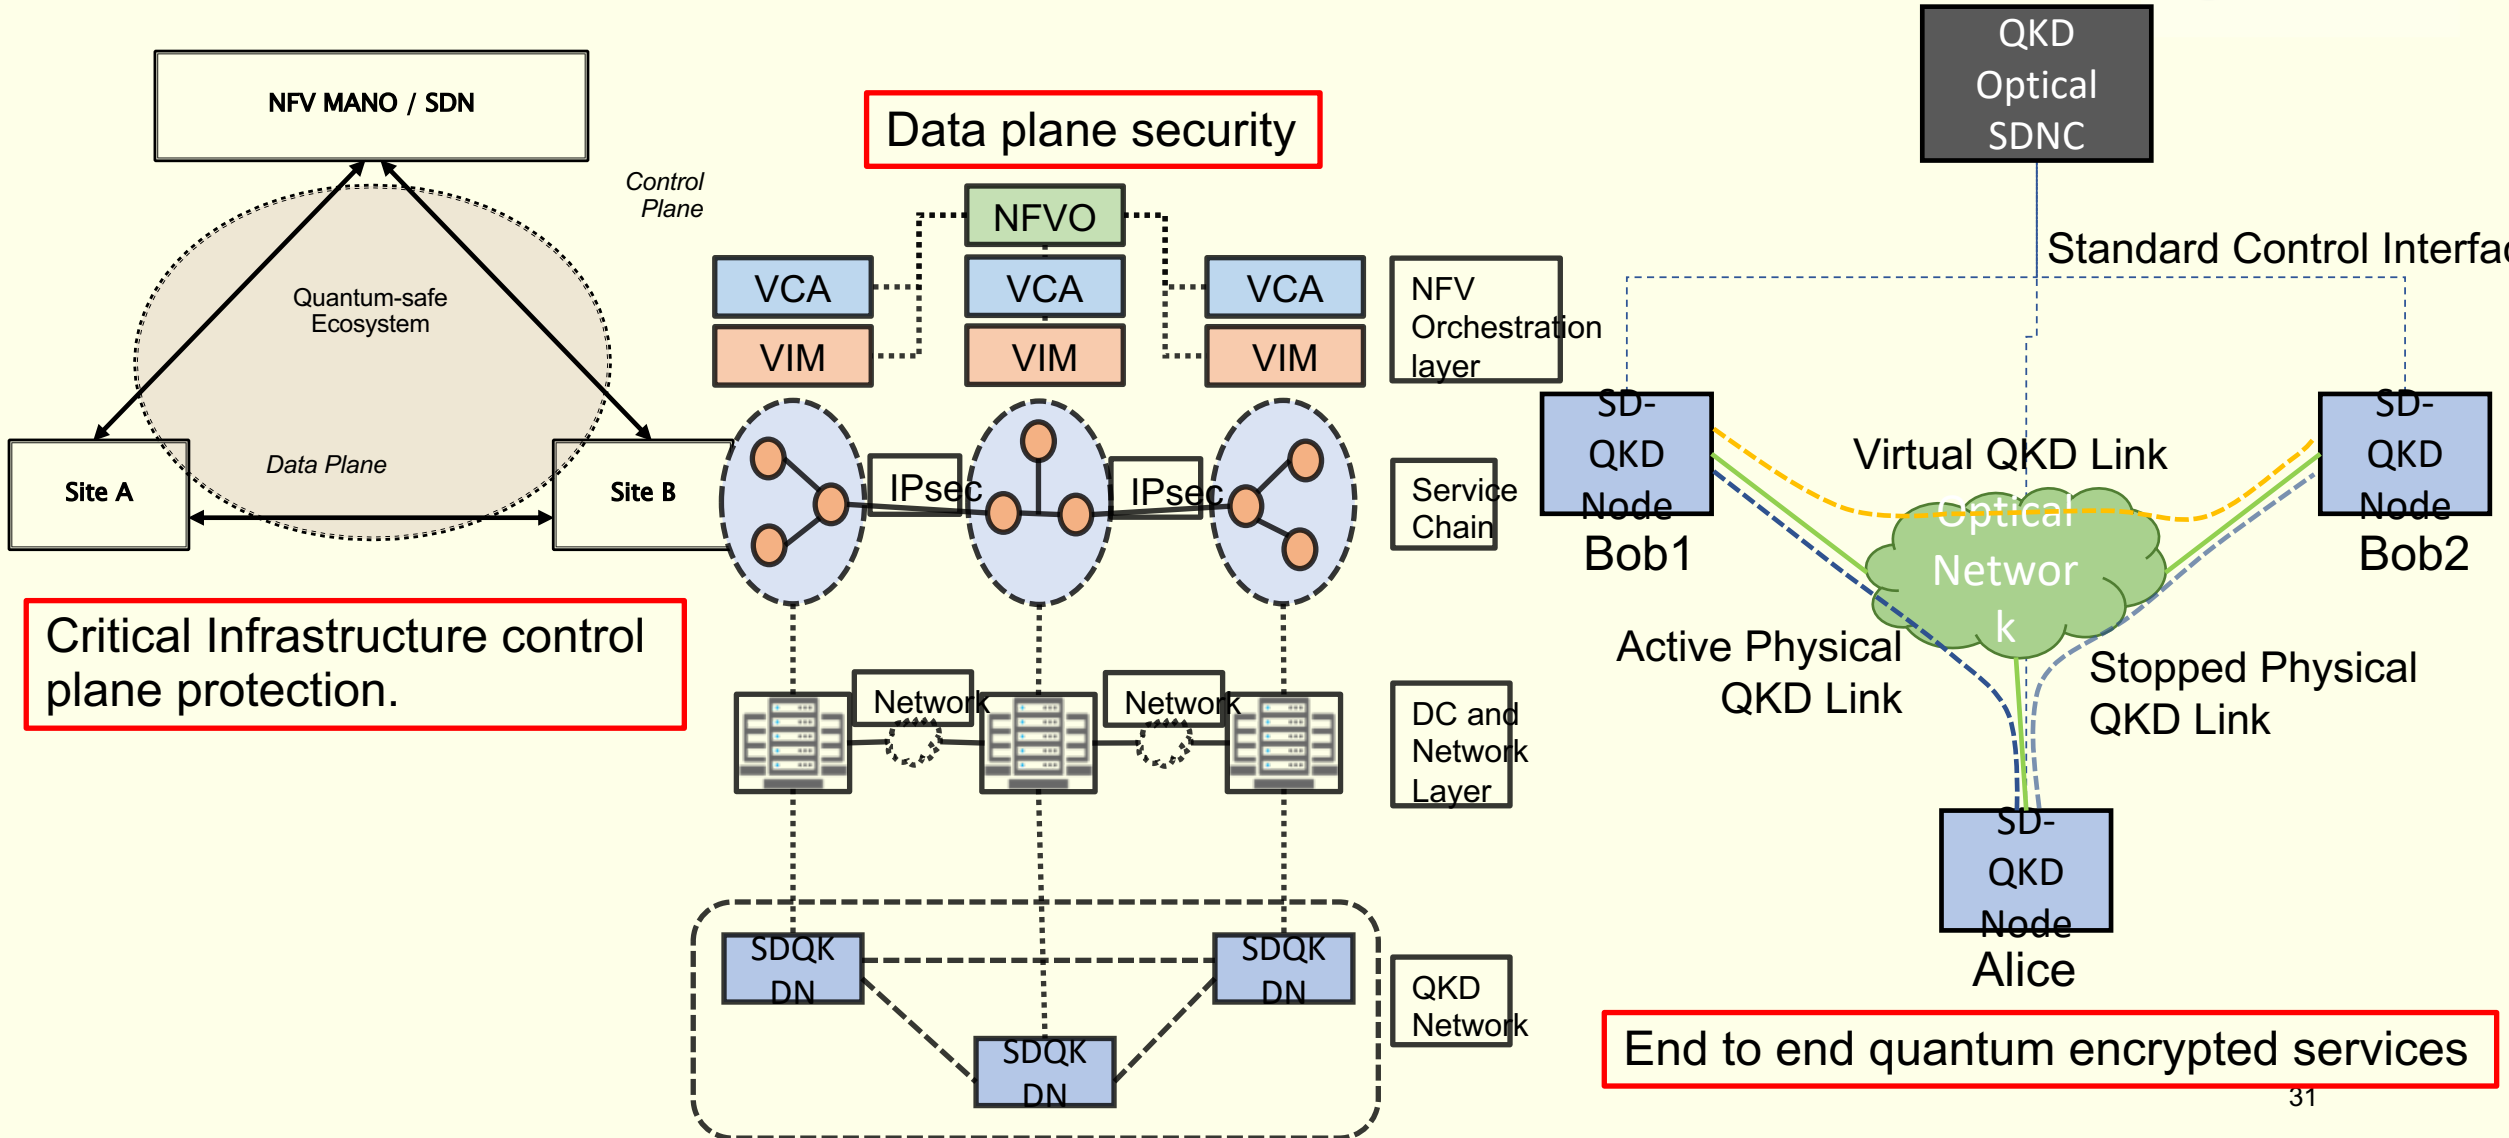 NFV MANO / SDN
Control
Plane
Quantum-safe
Ecosystem
Data Plane
Site A
Site B
Critical Infrastructure control
plane protection.
Data plane security
NFVO
VCA
VCA
VCA
VIM
VIM
VIM
NFV
Orchestration
layer
IPsec
IPsec
Service
Chain
Network
Network
DC and
Network
Layer
SDQK
DN
SDQK
DN
SDQK
DN
QKD
Network
QKD
Optical
SDNC
Standard Control Interfac
SD-
QKD
Node
Bob1
SD-
QKD
Node
Bob2
Virtual QKD Link
Optical
Networ
k
Active Physical
QKD Link
Stopped Physical
QKD Link
SD-
QKD
Node
Alice
End to end quantum encrypted services
31